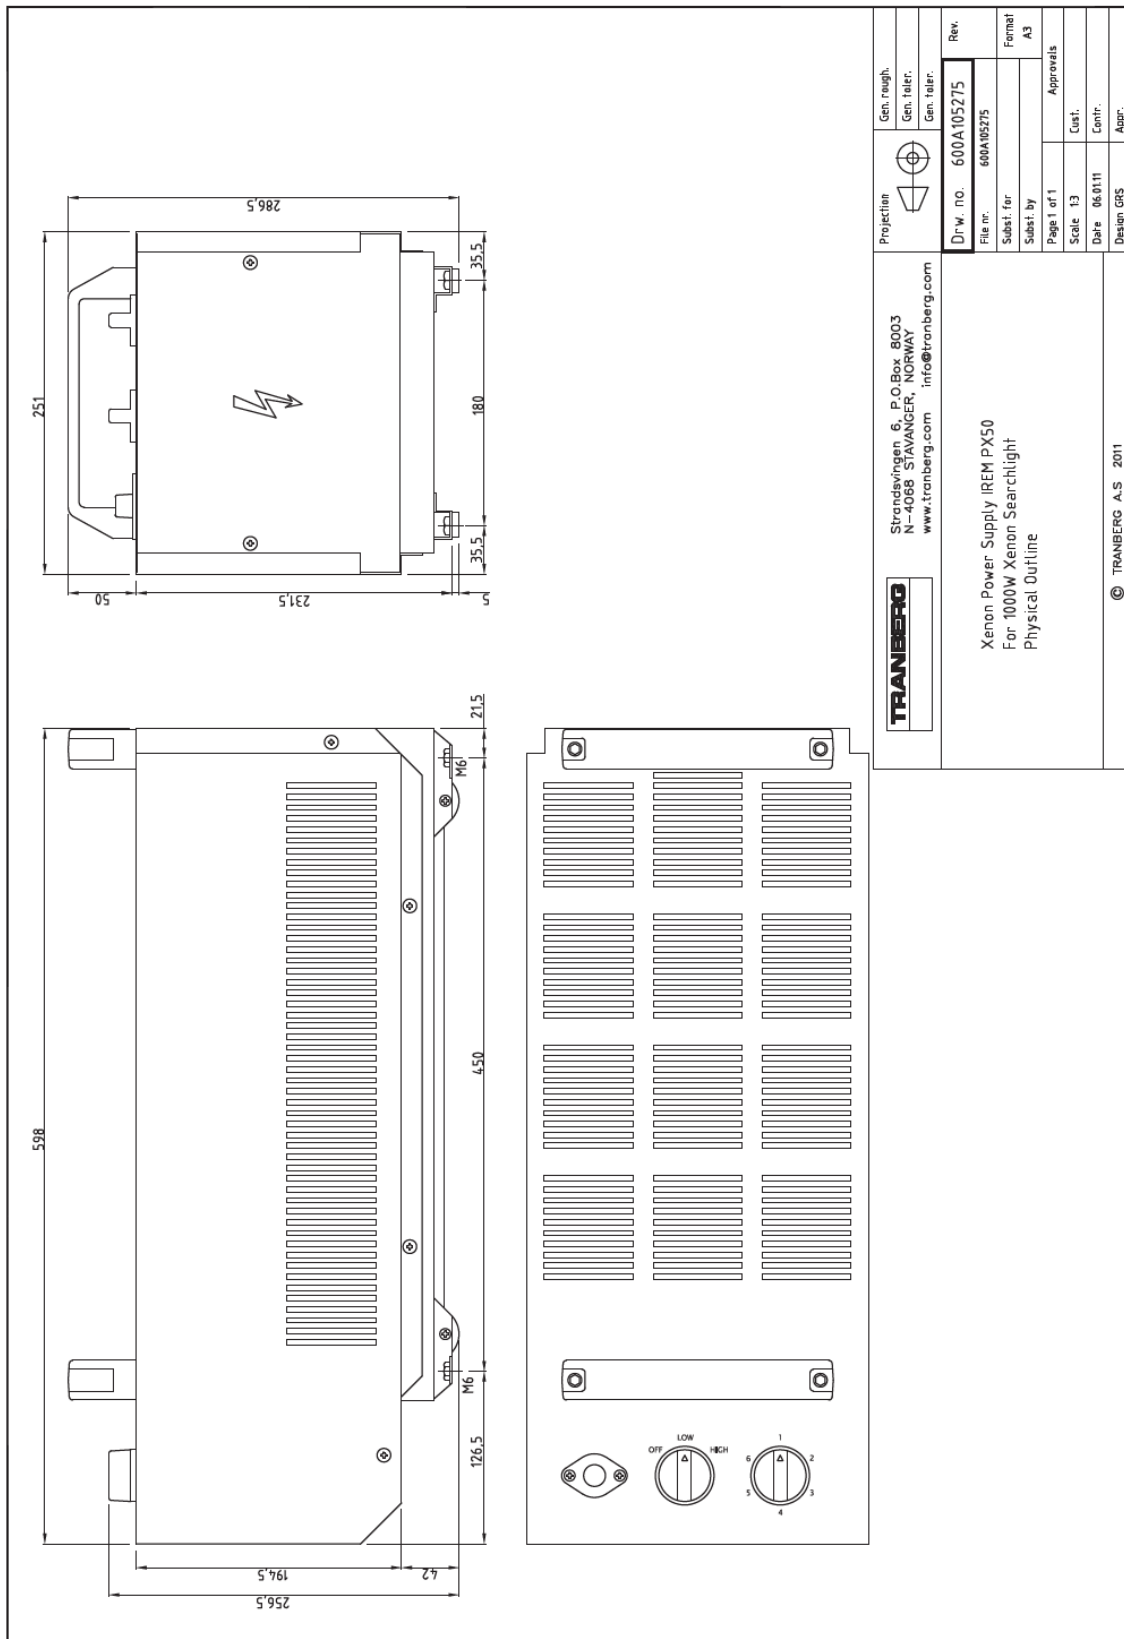 286,5
251
50
231,5
5
35,5
180
35,5
598
21,5
M6
450
M6
126,5
194,5
42
256,5
OFF
LOW
HIGH
1
2
3
4
5
6
TRANBERG
Strandsvingen 6, P.O.Box 8003
N-4068 STAVANGER, NORWAY
www.tranberg.com info@tranberg.com
Projection
Gen. rough.
Gen. toler.
Gen. toler.
Xenon Power Supply IREM PX50
For 1000W Xenon Searchlight
Physical Outline
Drw. no. 600A105275
Rev.
File nr. 600A105275
Subst. for
Subst. by
Format
A3
Page 1 of 1
Approvals
Scale 1:3
Cust.
Date 06.01.11
Contr.
Design GRS
Appr.
© TRANBERG A.S 2011